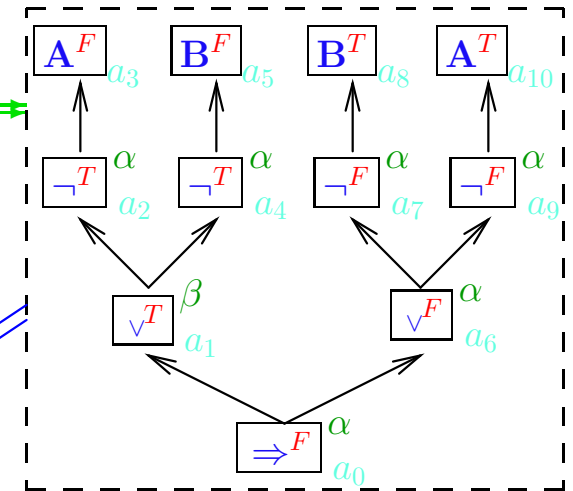 A^F a_3 B^F a_5 B^T a_8 A^T a_10
¬^T α a_2 ¬^T α a_4 ¬^F α a_7 ¬^F α a_9
∨^T β a_1 ∨^F α a_6
⇒^F α a_0